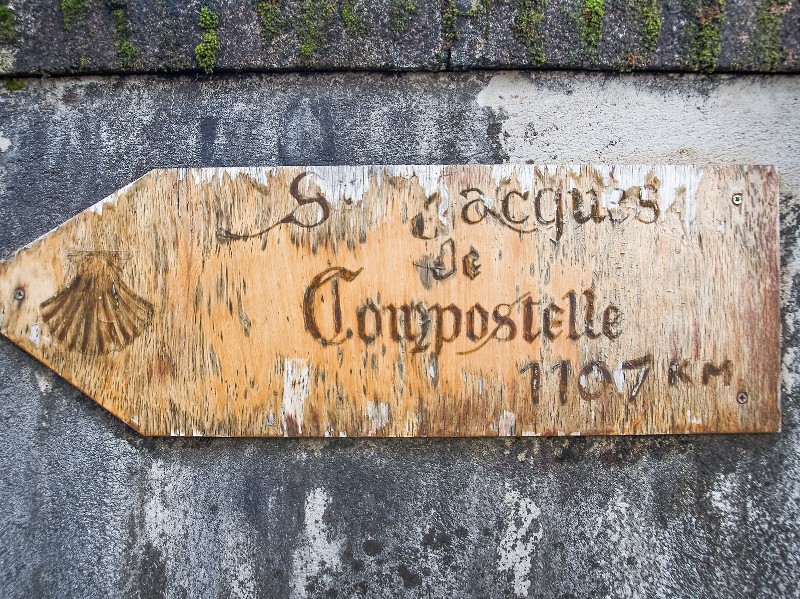 S Jacques
de
Compostelle
1107 KM